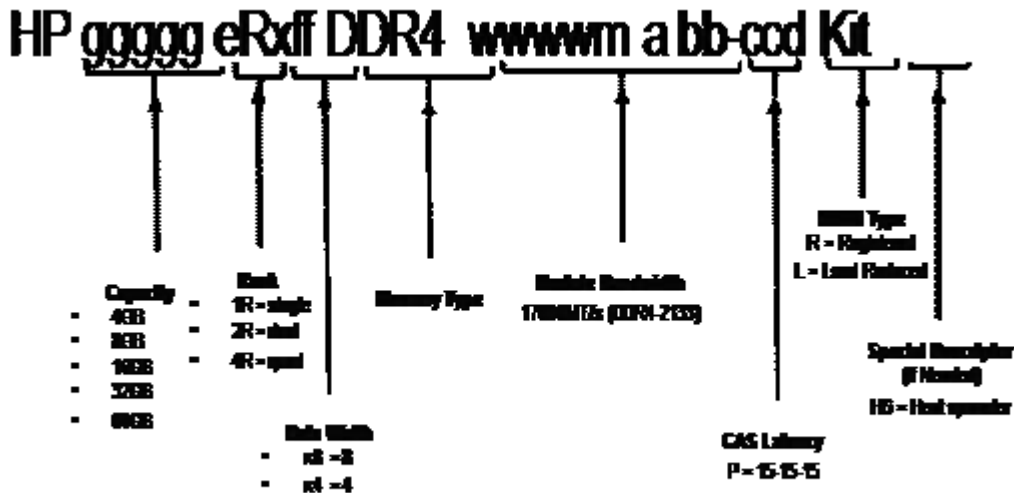 HP ggggg eRxff DDR4 wwwwm a bb-ccd Kit
DIMM Type
R = Registered
L = Load Reduced
Capacity
- 4GB
- 8GB
- 16GB
- 32GB
Rank
- 1R = single
- 2R = dual
- 4R = quad
Memory Type
Module Bandwidth
(DDR4-2133)
Special Descriptor
(if Needed)
HS = Heat spreader
Data Width
- x8 = 8
- x4 = 4
CAS Latency
P = 15-15-15